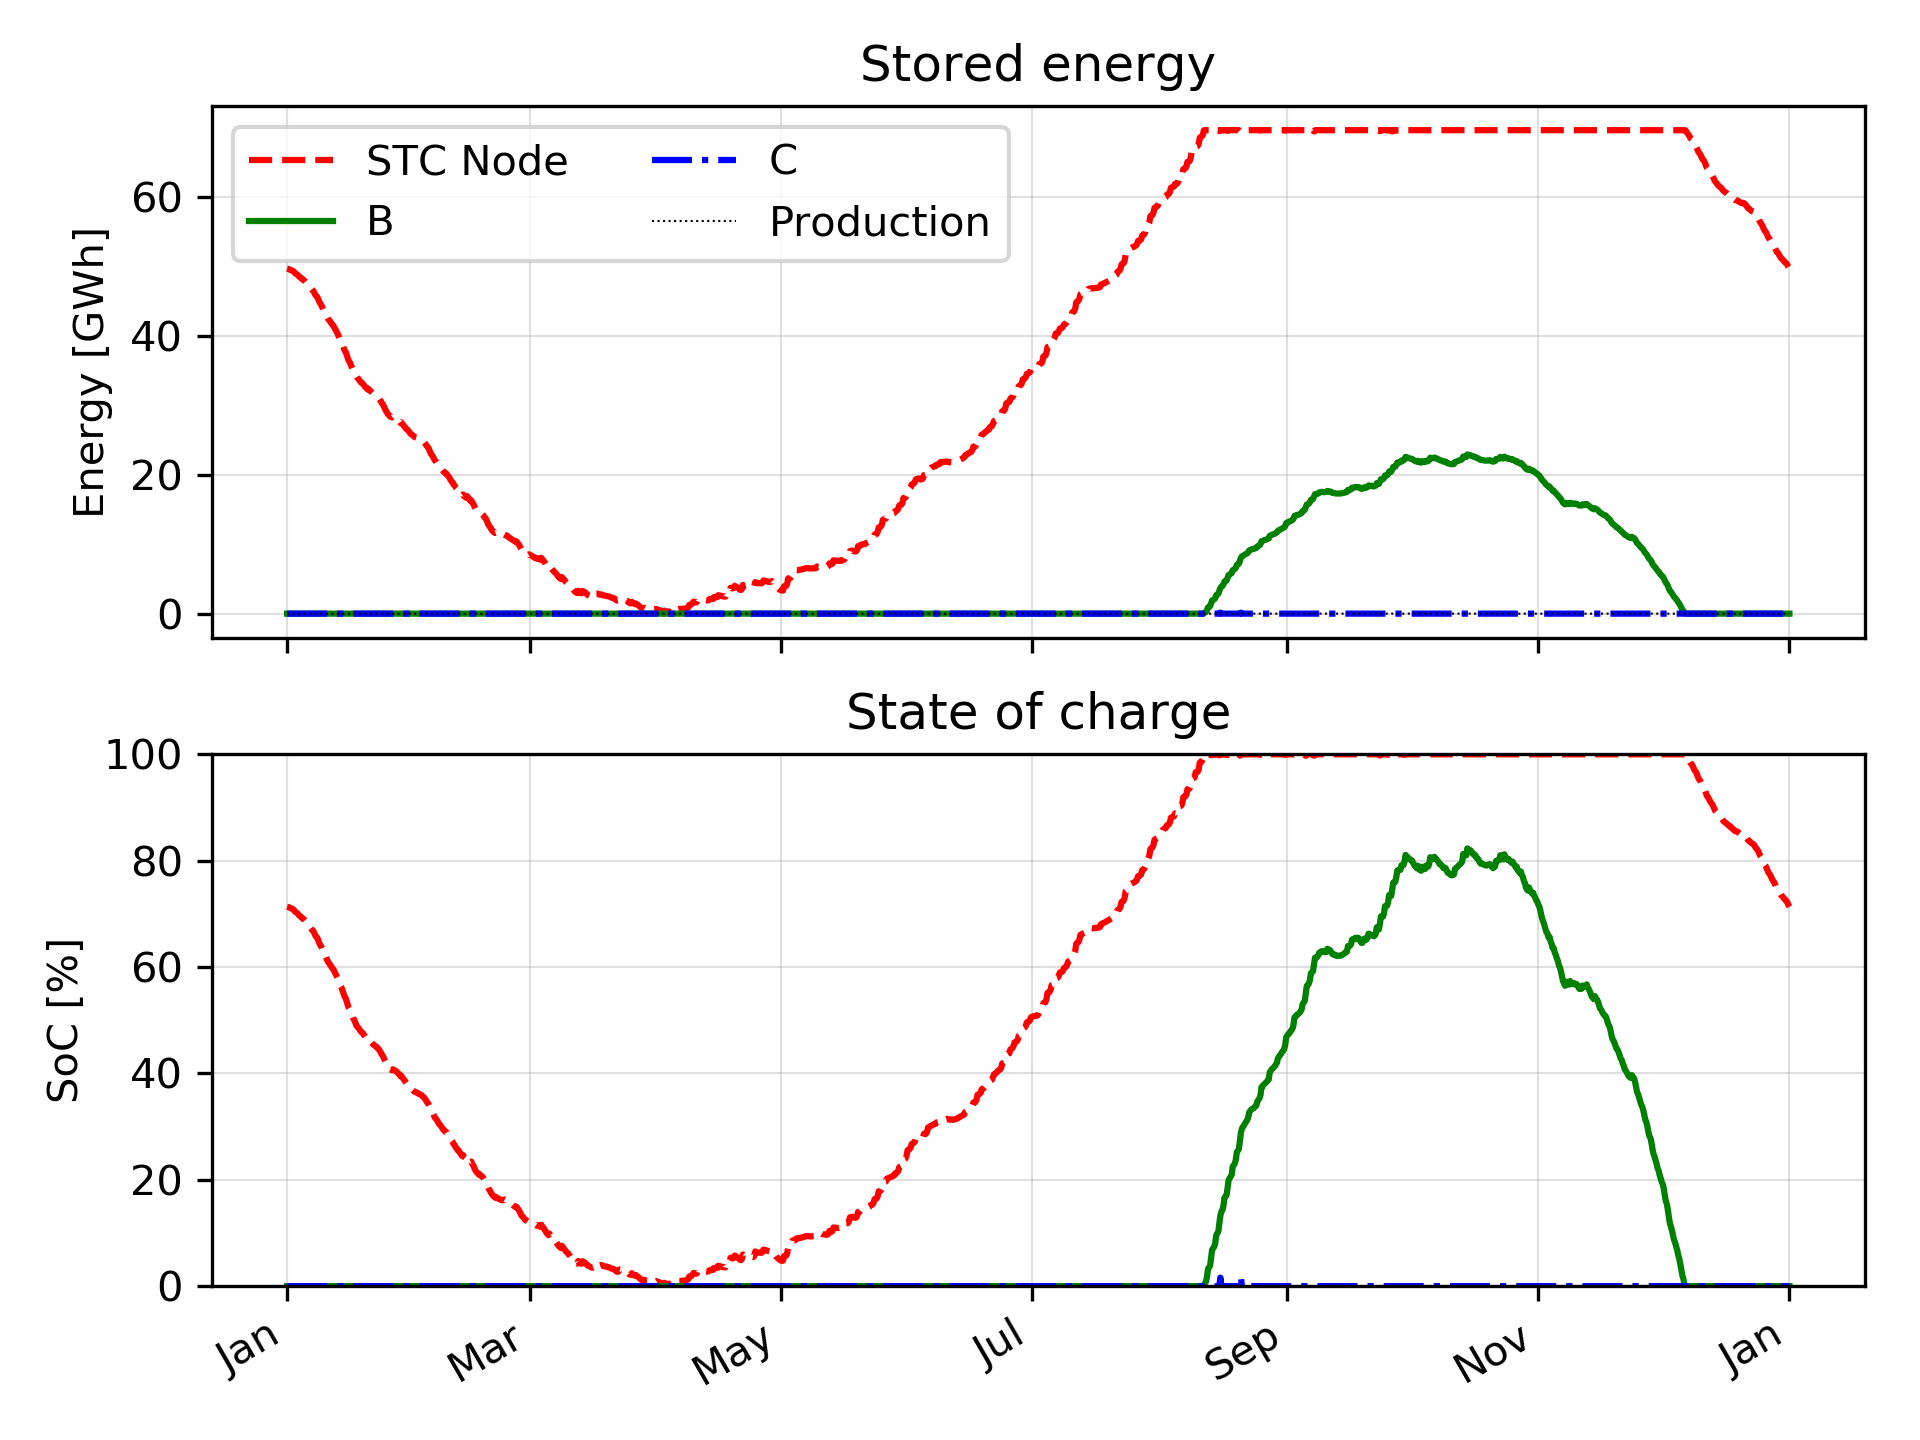 Stored energy
STC Node
B
C
Production
Energy [GWh]
60
40
20
0
State of charge
SoC [%]
100
80
60
40
20
0
Jan
Mar
May
Jul
Sep
Nov
Jan